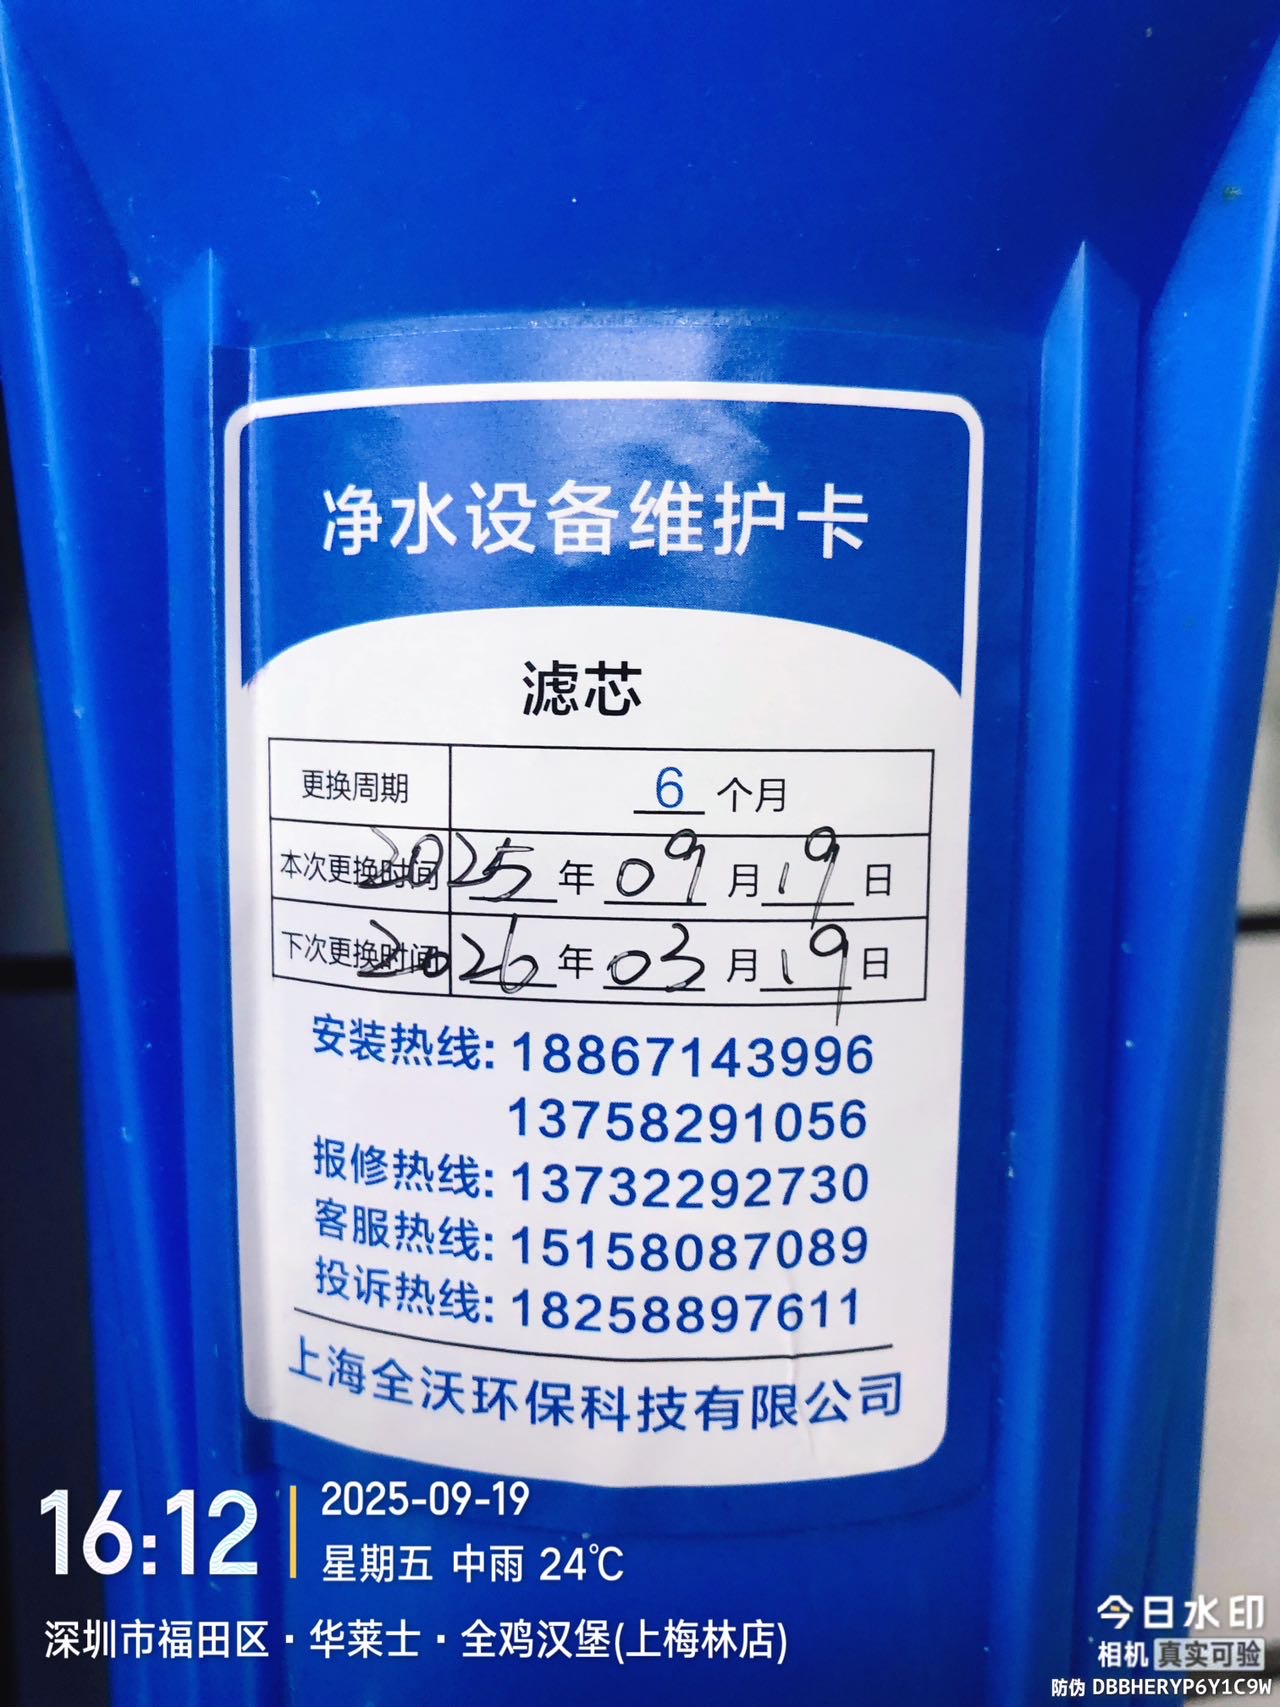 净水设备维护卡
滤芯
更换周期 6 个月
本次更换时间 2025 年 09 月 19 日
下次更换时间 2026 年 03 月 19 日
安装热线: 18867143996
13758291056
报修热线: 13732292730
客服热线: 15158087089
投诉热线: 18258897611
上海全沃环保科技有限公司
16:12
2025-09-19
星期五 中雨 24℃
深圳市福田区·华莱士·全鸡汉堡(上梅林店)
今日水印
相机 真实可验
防伪 DBBHERYP6Y1C9W